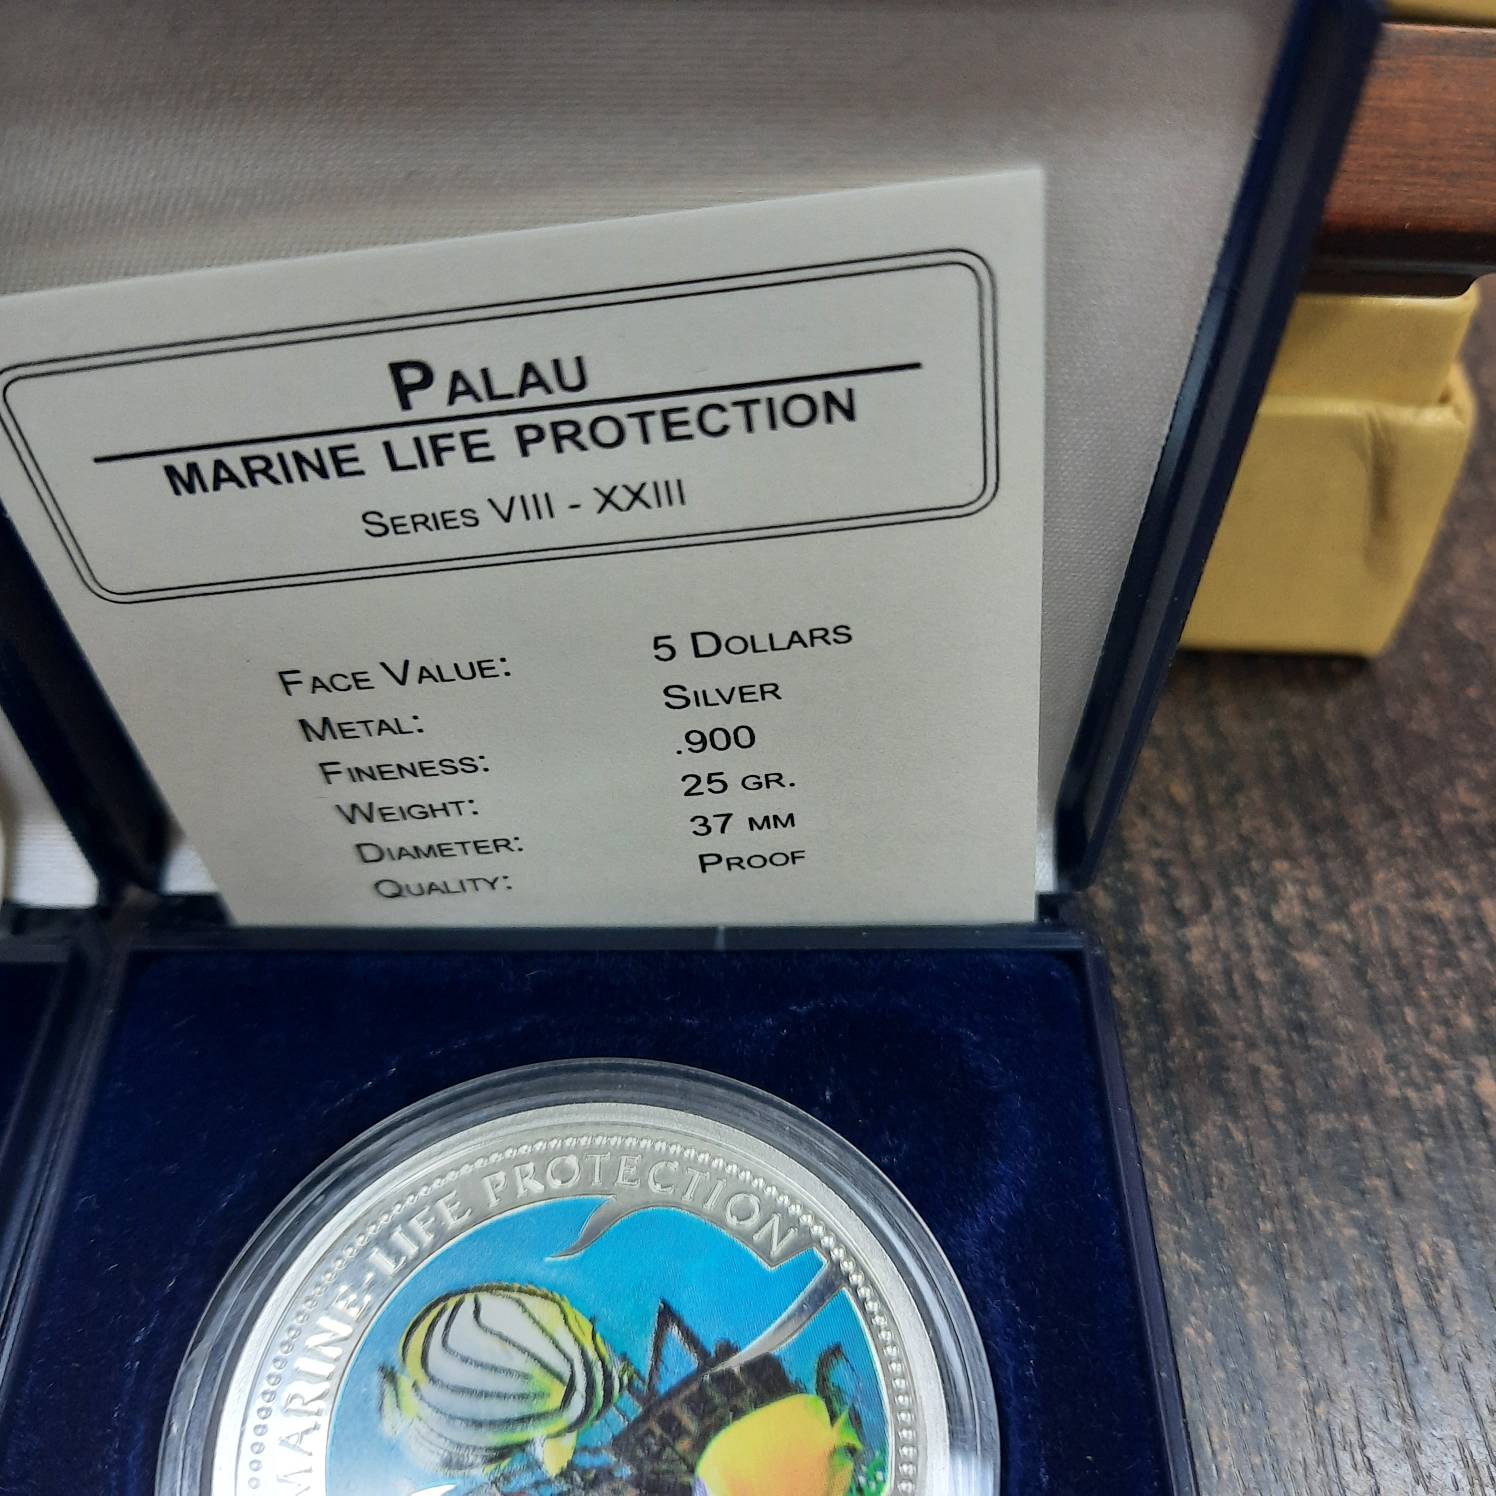 PALAU
MARINE LIFE PROTECTION
SERIES VIII - XXIII
FACE VALUE: 5 DOLLARS
METAL: SILVER
FINENESS: .900
WEIGHT: 25 GR.
DIAMETER: 37 MM
QUALITY: PROOF
MARINE-LIFE PROTECTION